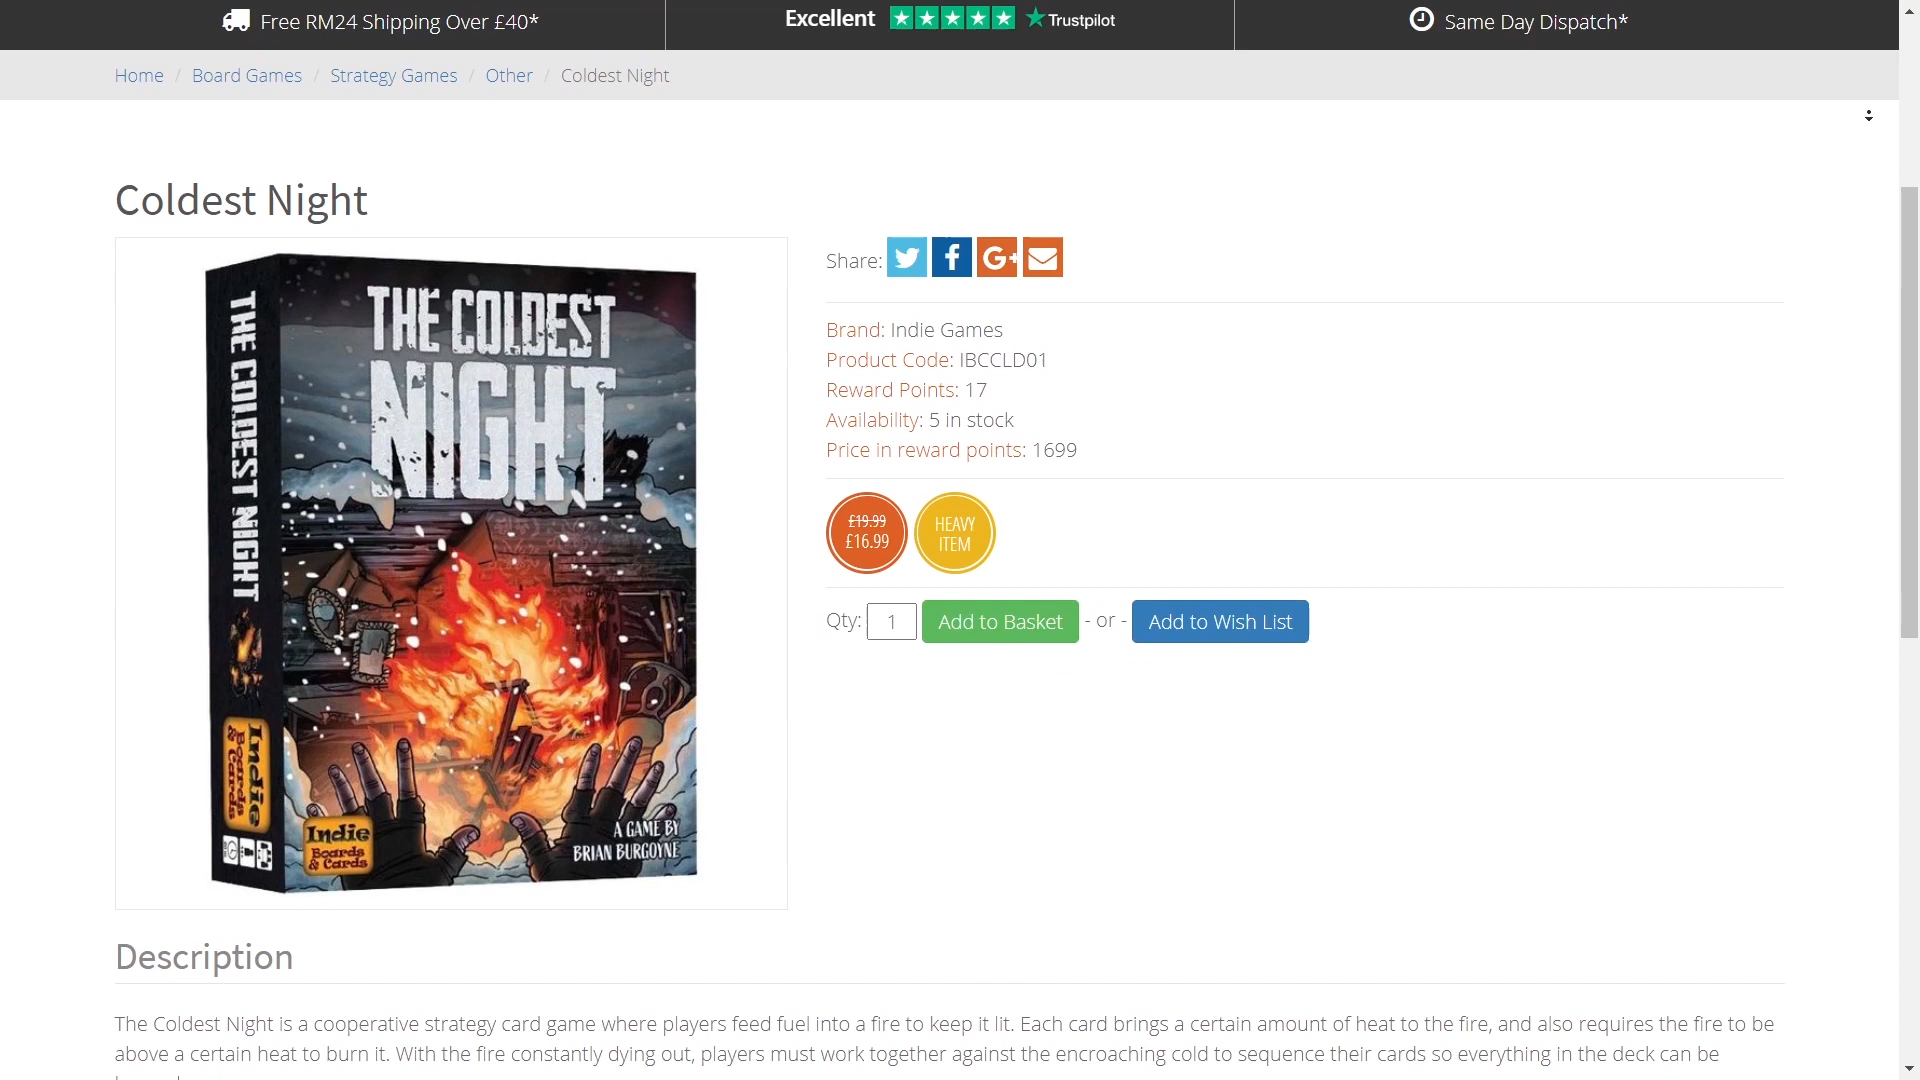 Free RM24 Shipping Over £40*
Excellent Trustpilot
Same Day Dispatch*
Home / Board Games / Strategy Games / Other / Coldest Night
Coldest Night
THE COLDEST NIGHT
Indie Boards & Cards
THE COLDEST
NIGHT
Indie
Boards
& Cards
A GAME BY
BRIAN BURGOYNE
Share:
Brand: Indie Games
Product Code: IBCCLD01
Reward Points: 17
Availability: 5 in stock
Price in reward points: 1699
£19.99
£16.99
HEAVY
ITEM
Qty: 1 Add to Basket - or - Add to Wish List
Description
The Coldest Night is a cooperative strategy card game where players feed fuel into a fire to keep it lit. Each card brings a certain amount of heat to the fire, and also requires the fire to be
above a certain heat to burn it. With the fire constantly dying out, players must work together against the encroaching cold to sequence their cards so everything in the deck can be